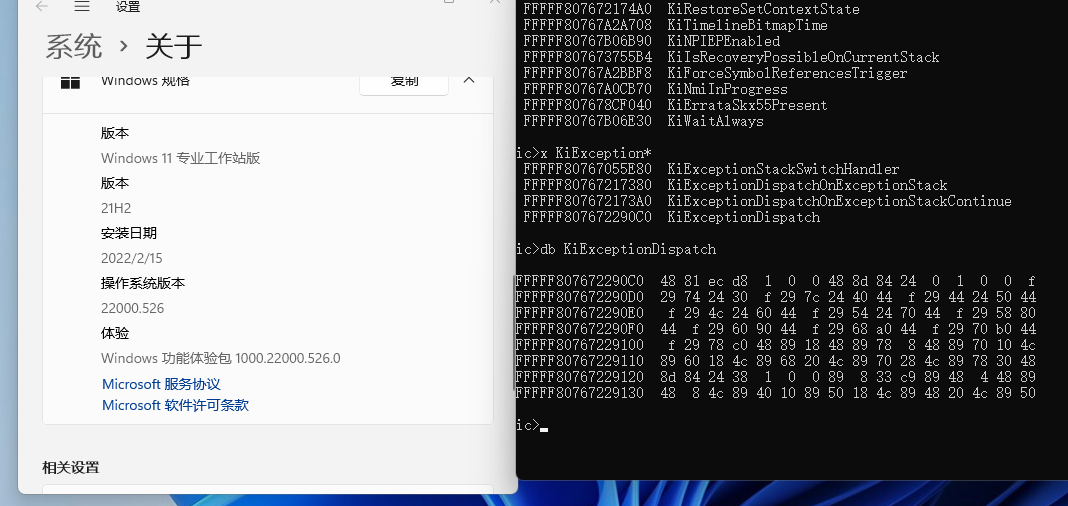 设置
系统 › 关于
Windows 规格
复制
版本
Windows 11 专业工作站版
版本
21H2
安装日期
2022/2/15
操作系统版本
22000.526
体验
Windows 功能体验包 1000.22000.526.0
Microsoft 服务协议
Microsoft 软件许可条款
相关设置
FFFFF807672174A0 KiRestoreSetContextState
FFFFF80767A2A708 KiTimelineBitmapTime
FFFFF80767B06B90 KiNPIEPEnabled
FFFFF807673755B4 KiIsRecoveryPossibleOnCurrentStack
FFFFF80767A2BBF8 KiForceSymbolReferencesTrigger
FFFFF80767A0CB70 KiNmiInProgress
FFFFF807678CF040 KiErrataSkx55Present
FFFFF80767B06E30 KiWaitAlways
ic>x KiException*
FFFFF80767055E80 KiExceptionStackSwitchHandler
FFFFF80767217380 KiExceptionDispatchOnExceptionStack
FFFFF807672173A0 KiExceptionDispatchOnExceptionStackContinue
FFFFF807672290C0 KiExceptionDispatch
ic>db KiExceptionDispatch
FFFFF807672290C0 48 81 ec d8 1 0 0 48 8d 84 24 0 1 0 0 f
FFFFF807672290D0 29 74 24 30 f 29 7c 24 40 44 f 29 44 24 50 44
FFFFF807672290E0 f 29 4c 24 60 44 f 29 54 24 70 44 f 29 58 80
FFFFF807672290F0 44 f 29 60 90 44 f 29 68 a0 44 f 29 70 b0 44
FFFFF80767229100 f 29 78 c0 48 89 18 48 89 78 8 48 89 70 10 4c
FFFFF80767229110 89 60 18 4c 89 68 20 4c 89 70 28 4c 89 78 30 48
FFFFF80767229120 8d 84 24 38 1 0 0 89 8 33 c9 89 48 4 48 89
FFFFF80767229130 48 8 4c 89 40 10 89 50 18 4c 89 48 20 4c 89 50
ic>